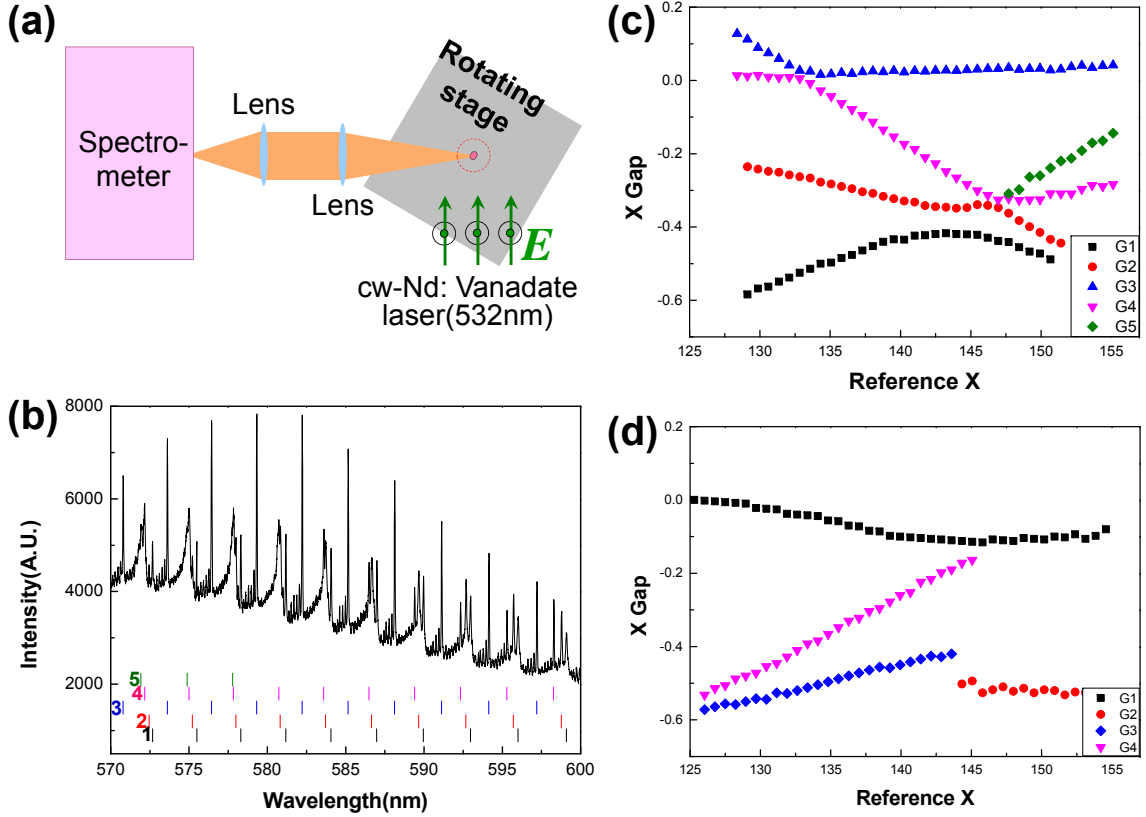 (a)
Spectro-
meter
Lens
Lens
Rotating
stage
E
cw-Nd: Vanadate
laser(532nm)
(b)
8000
6000
4000
2000
Intensity(A.U.)
5
4
3
2
1
570 575 580 585 590 595 600
Wavelength(nm)
(c)
0.2
0.0
-0.2
-0.4
-0.6
X Gap
G1
G2
G3
G4
G5
125 130 135 140 145 150 155
Reference X
(d)
0.2
0.0
-0.2
-0.4
-0.6
X Gap
G1
G2
G3
G4
125 130 135 140 145 150 155
Reference X